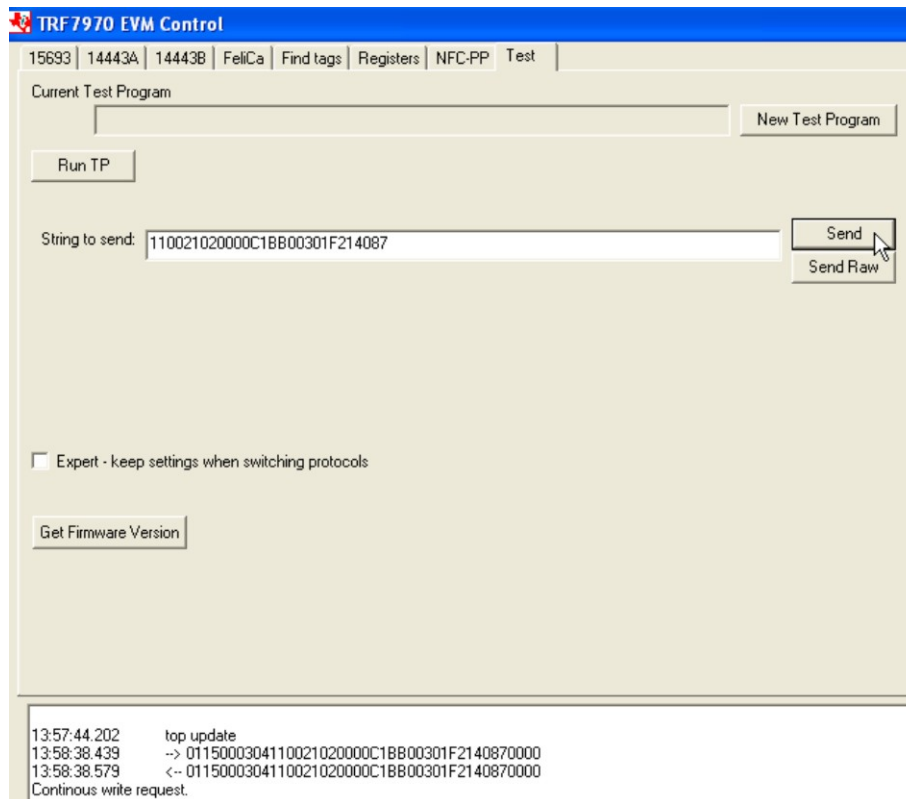 TRF7970 EVM Control
15693 14443A 14443B FeliCa Find tags Registers NFC-PP Test
Current Test Program
New Test Program
Run TP
String to send: 110021020000C1BB00301F214087 Send
Send Raw
Expert - keep settings when switching protocols
Get Firmware Version
13:57:44.202 top update
13:58:38.439 --> 0115000304110021020000C1BB00301F2140870000
13:58:38.579 <-- 0115000304110021020000C1BB00301F2140870000
Continous write request.